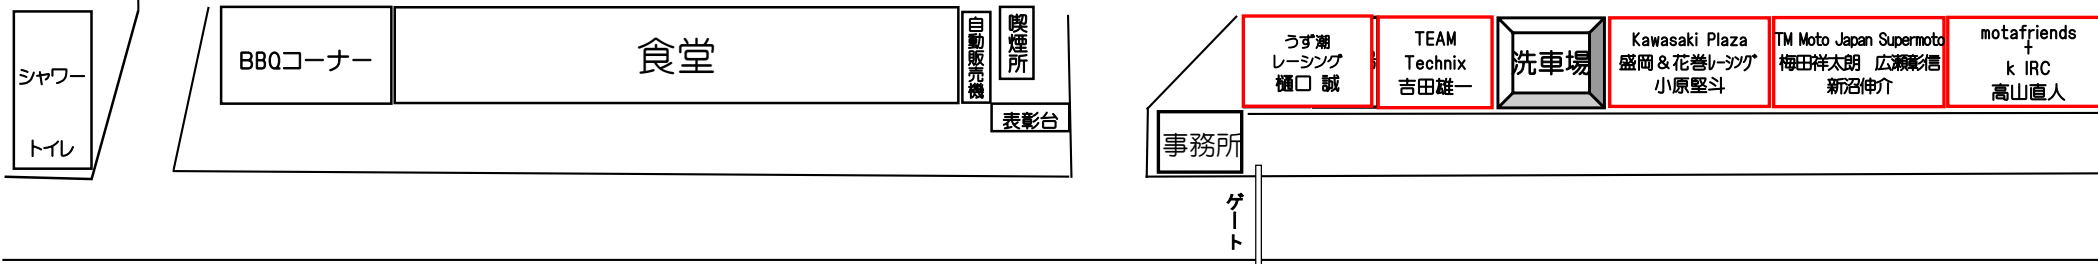 シャワー
トイレ
BBQコーナー
食堂
自動販売機
喫煙所
表彰台
事務所
ゲート
うず潮
レーシング
樋口 誠
TEAM
Technix
吉田雄一
洗車場
Kawasaki Plaza
盛岡&花巻レーシング
小原堅斗
TM Moto Japan Supermoto
梅田祥太朗 広瀬彰信
新沼伸介
motafriends
+
k IRC
高山直人